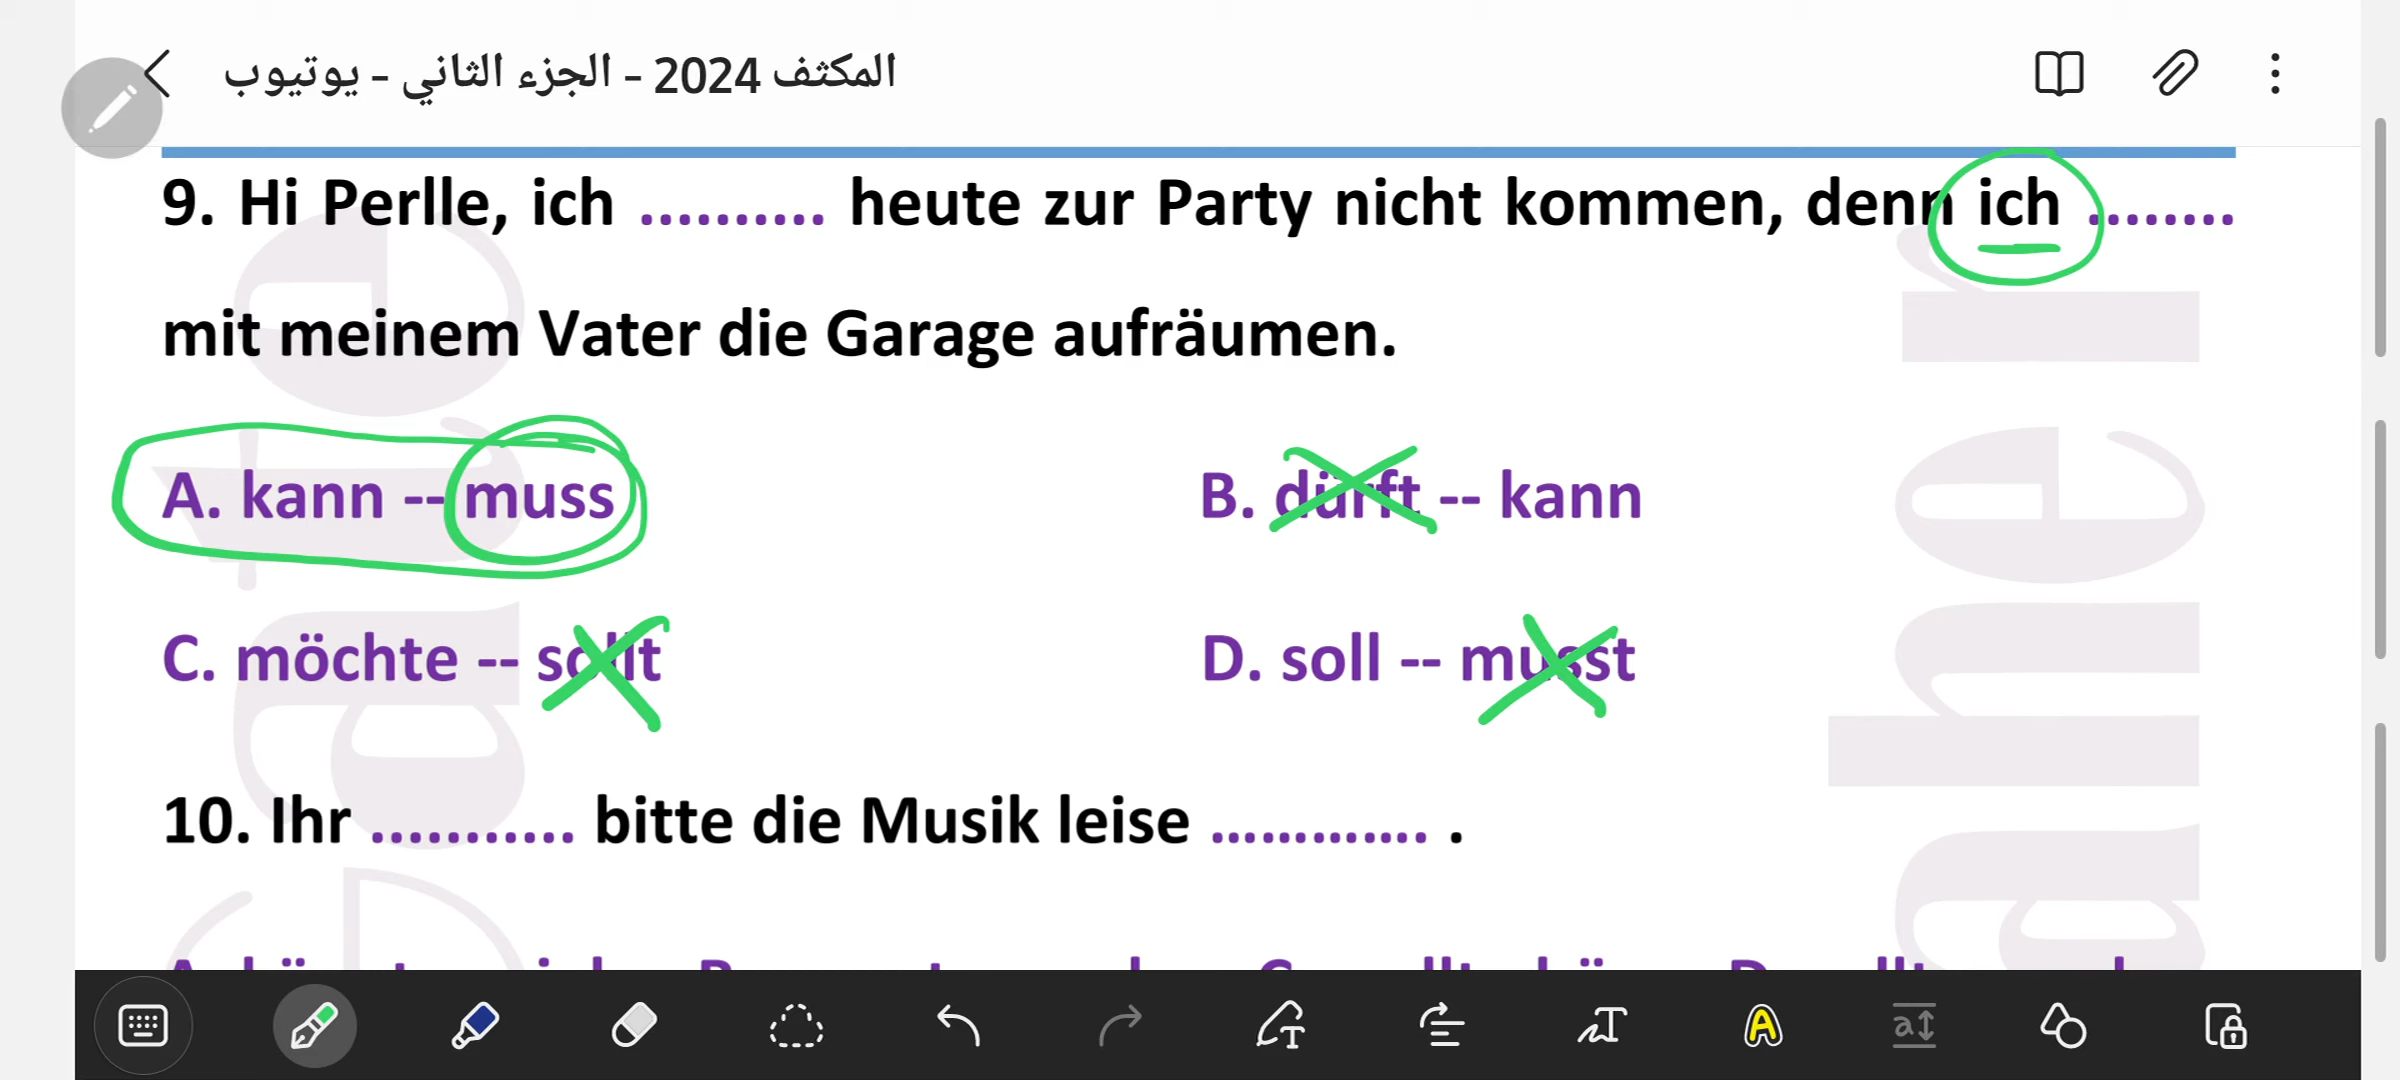 المكثف 2024 - الجزء الثاني - يوتيوب
9. Hi Perlle, ich .......... heute zur Party nicht kommen, denn ich ........
mit meinem Vater die Garage aufräumen.
A. kann -- muss
B. dürft -- kann
C. möchte -- sollt
D. soll -- musst
10. Ihr ........... bitte die Musik leise ............. .